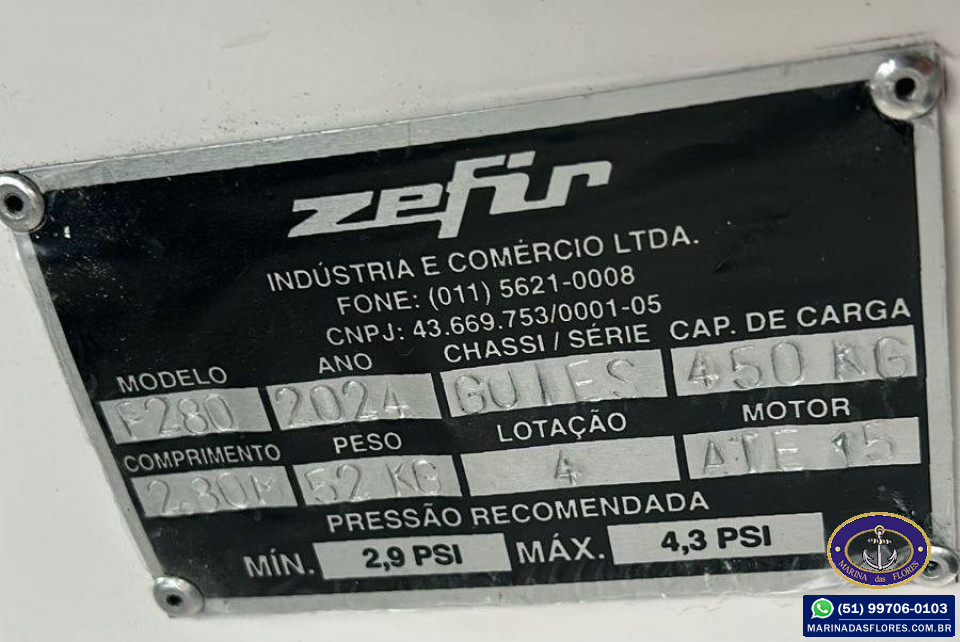 zefir
INDÚSTRIA E COMÉRCIO LTDA.
FONE: (011) 5621-0008
CNPJ: 43.669.753/0001-05
MODELO ANO CHASSI / SÉRIE CAP. DE CARGA
F280 2024 GUIES 450 KG
COMPRIMENTO PESO LOTAÇÃO MOTOR
2.80M 52 KG 4 ATE 15
PRESSÃO RECOMENDADA
MÍN. 2,9 PSI MÁX. 4,3 PSI
MARINA das FLORES
(51) 99706-0103
MARINADASFLORES.COM.BR